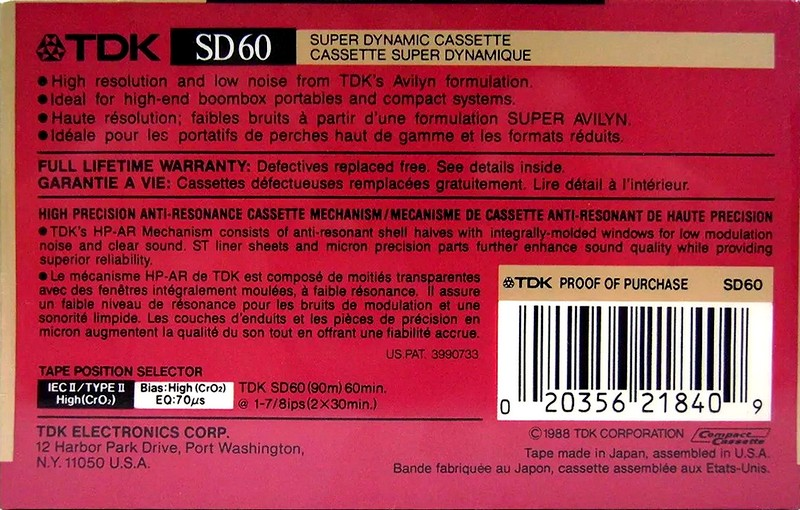 TDK SD60 SUPER DYNAMIC CASSETTE
CASSETTE SUPER DYNAMIQUE
● High resolution and low noise from TDK's Avilyn formulation.
● Ideal for high-end boombox portables and compact systems.
● Haute résolution; faibles bruits à partir d'une formulation SUPER AVILYN.
● Idéale pour les portatifs de perches haut de gamme et les formats réduits.
FULL LIFETIME WARRANTY: Defectives replaced free. See details inside.
GARANTIE A VIE: Cassettes défectueuses remplacées gratuitement. Lire détail à l'intérieur.
HIGH PRECISION ANTI-RESONANCE CASSETTE MECHANISM/MECANISME DE CASSETTE ANTI-RESONANT DE HAUTE PRECISION
● TDK's HP-AR Mechanism consists of anti-resonant shell halves with integrally-molded windows for low modulation
noise and clear sound. ST liner sheets and micron precision parts further enhance sound quality while providing
superior reliability.
● Le mécanisme HP-AR de TDK est composé de moitiés transparentes
avec des fenêtres intégralement moulées, à faible résonance. Il assure
un faible niveau de résonance pour les bruits de modulation et une
sonorité limpide. Les couches d'enduits et les pièces de précision en
micron augmentent la qualité du son tout en offrant une fiabilité accrue.
US.PAT. 3990733
TDK PROOF OF PURCHASE SD60
0 20356 21840 9
TAPE POSITION SELECTOR
IEC II/TYPE II
High(CrO₂)
Bias: High (CrO₂)
EQ: 70μs
TDK SD60 (90m) 60min.
@ 1-7/8ips (2×30min.)
TDK ELECTRONICS CORP.
12 Harbor Park Drive, Port Washington,
N.Y. 11050 U.S.A.
©1988 TDK CORPORATION Compact Cassette
Tape made in Japan, assembled in U.S.A.
Bande fabriquée au Japon, cassette assemblée aux Etats-Unis.